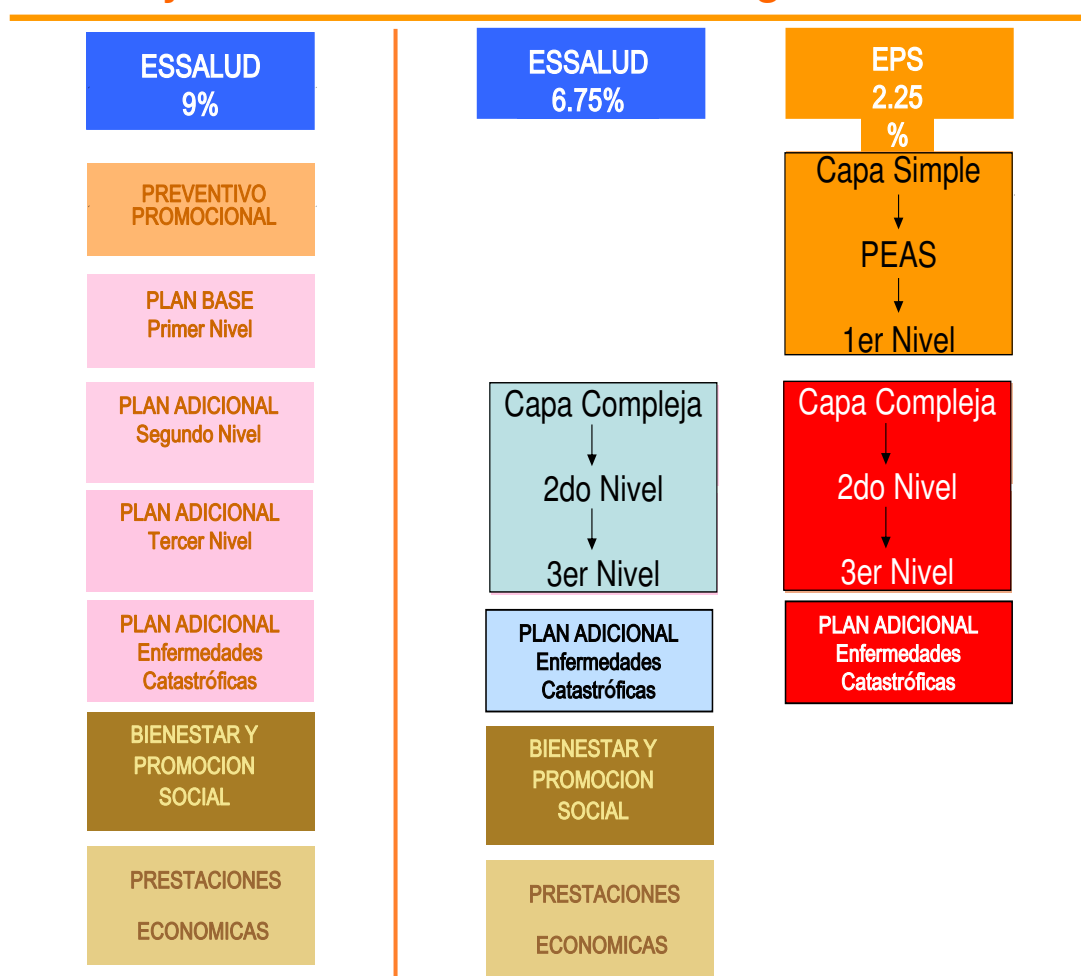 ESSALUD
9%
PREVENTIVO
PROMOCIONAL
PLAN BASE
Primer Nivel
PLAN ADICIONAL
Segundo Nivel
PLAN ADICIONAL
Tercer Nivel
PLAN ADICIONAL
Enfermedades
Catastróficas
BIENESTAR Y
PROMOCION
SOCIAL
PRESTACIONES
ECONOMICAS
ESSALUD
6.75%
Capa Compleja
2do Nivel
3er Nivel
PLAN ADICIONAL
Enfermedades
Catastróficas
BIENESTAR Y
PROMOCION
SOCIAL
PRESTACIONES
ECONOMICAS
EPS
2.25
%
Capa Simple
PEAS
1er Nivel
Capa Compleja
2do Nivel
3er Nivel
PLAN ADICIONAL
Enfermedades
Catastróficas